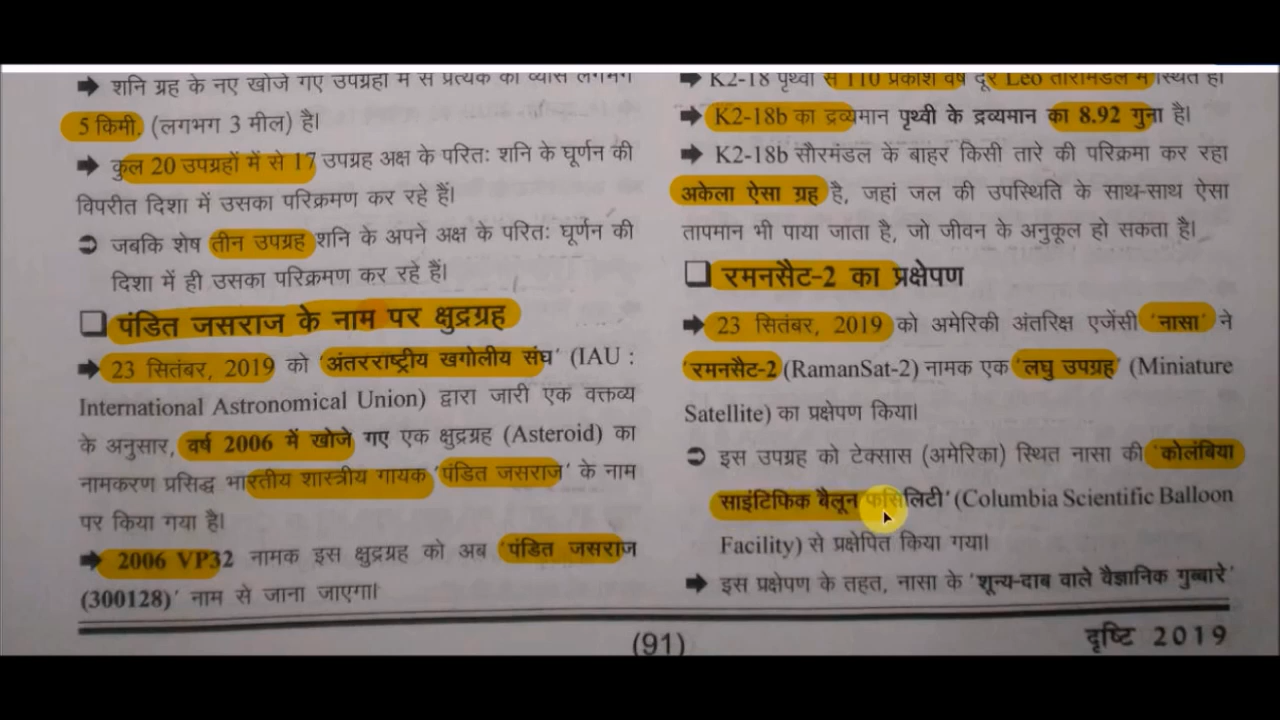 ➡ शनि ग्रह के नए खोजे गए उपग्रहों में से प्रत्येक का व्यास लगभग
5 किमी. (लगभग 3 मील) है।
➡ कुल 20 उपग्रहों में से 17 उपग्रह अक्ष के परितः शनि के घूर्णन की
विपरीत दिशा में उसका परिक्रमण कर रहे हैं।
➲ जबकि शेष तीन उपग्रह शनि के अपने अक्ष के परितः घूर्णन की
दिशा में ही उसका परिक्रमण कर रहे हैं।
❑ पंडित जसराज के नाम पर क्षुद्रग्रह
➡ 23 सितंबर, 2019 को 'अंतरराष्ट्रीय खगोलीय संघ' (IAU :
International Astronomical Union) द्वारा जारी एक वक्तव्य
के अनुसार, वर्ष 2006 में खोजे गए एक क्षुद्रग्रह (Asteroid) का
नामकरण प्रसिद्ध भारतीय शास्त्रीय गायक 'पंडित जसराज' के नाम
पर किया गया है।
➡ 2006 VP32 नामक इस क्षुद्रग्रह को अब 'पंडित जसराज
(300128)' नाम से जाना जाएगा।
➡ K2-18 पृथ्वी से 110 प्रकाश वर्ष दूर Leo तारामंडल में स्थित है।
➡ K2-18b का द्रव्यमान पृथ्वी के द्रव्यमान का 8.92 गुना है।
➡ K2-18b सौरमंडल के बाहर किसी तारे की परिक्रमा कर रहा
अकेला ऐसा ग्रह है, जहां जल की उपस्थिति के साथ-साथ ऐसा
तापमान भी पाया जाता है, जो जीवन के अनुकूल हो सकता है।
❑ रमनसैट-2 का प्रक्षेपण
➡ 23 सितंबर, 2019 को अमेरिकी अंतरिक्ष एजेंसी 'नासा' ने
'रमनसैट-2 (RamanSat-2) नामक एक 'लघु उपग्रह' (Miniature
Satellite) का प्रक्षेपण किया।
➲ इस उपग्रह को टेक्सास (अमेरिका) स्थित नासा की 'कोलंबिया
साइंटिफिक बैलून फसिलिटी' (Columbia Scientific Balloon
Facility) से प्रक्षेपित किया गया।
➡ इस प्रक्षेपण के तहत, नासा के 'शून्य-दाब वाले वैज्ञानिक गुब्बारे'
(91)
दृष्टि 2019